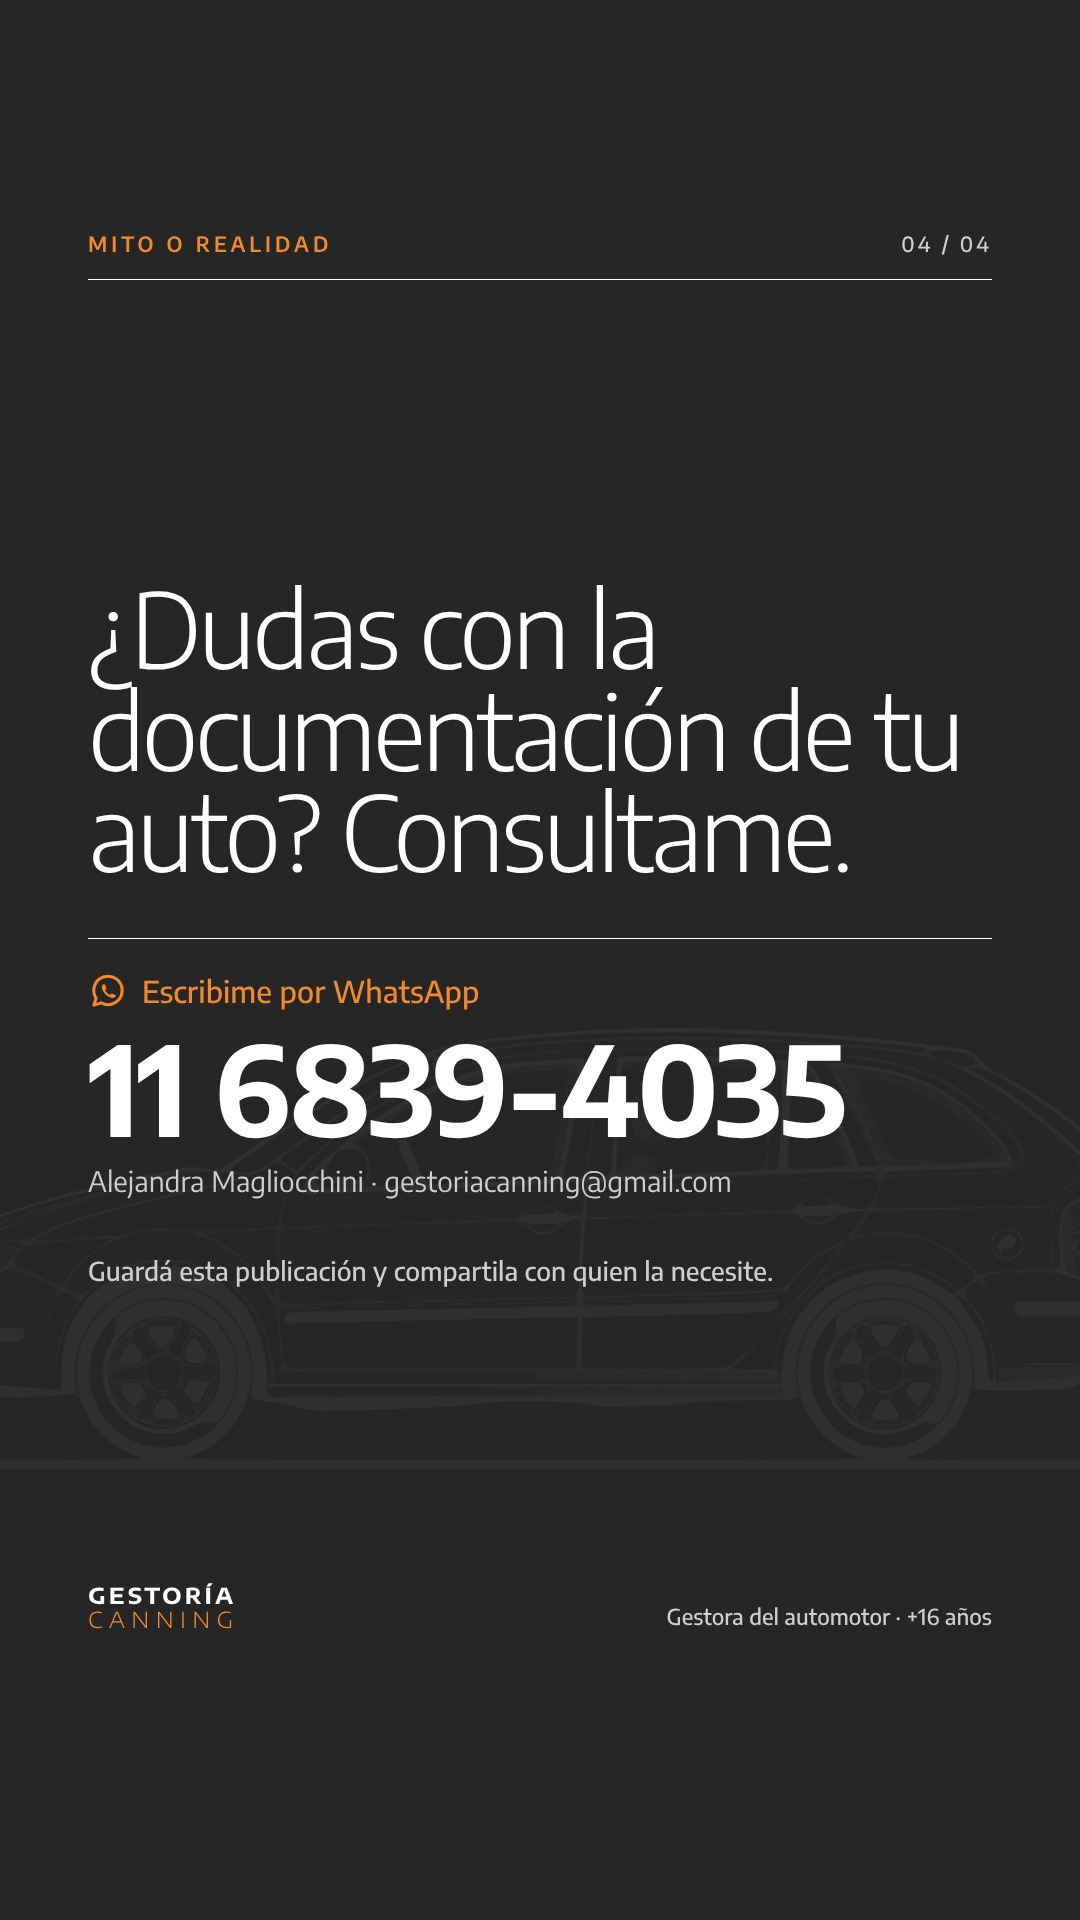 MITO O REALIDAD
04 / 04
¿Dudas con la
documentación de tu
auto? Consultame.
Escribime por WhatsApp
11 6839-4035
Alejandra Magliocchini · gestoriacanning@gmail.com
Guardá esta publicación y compartila con quien la necesite.
GESTORÍA
CANNING
Gestora del automotor · +16 años